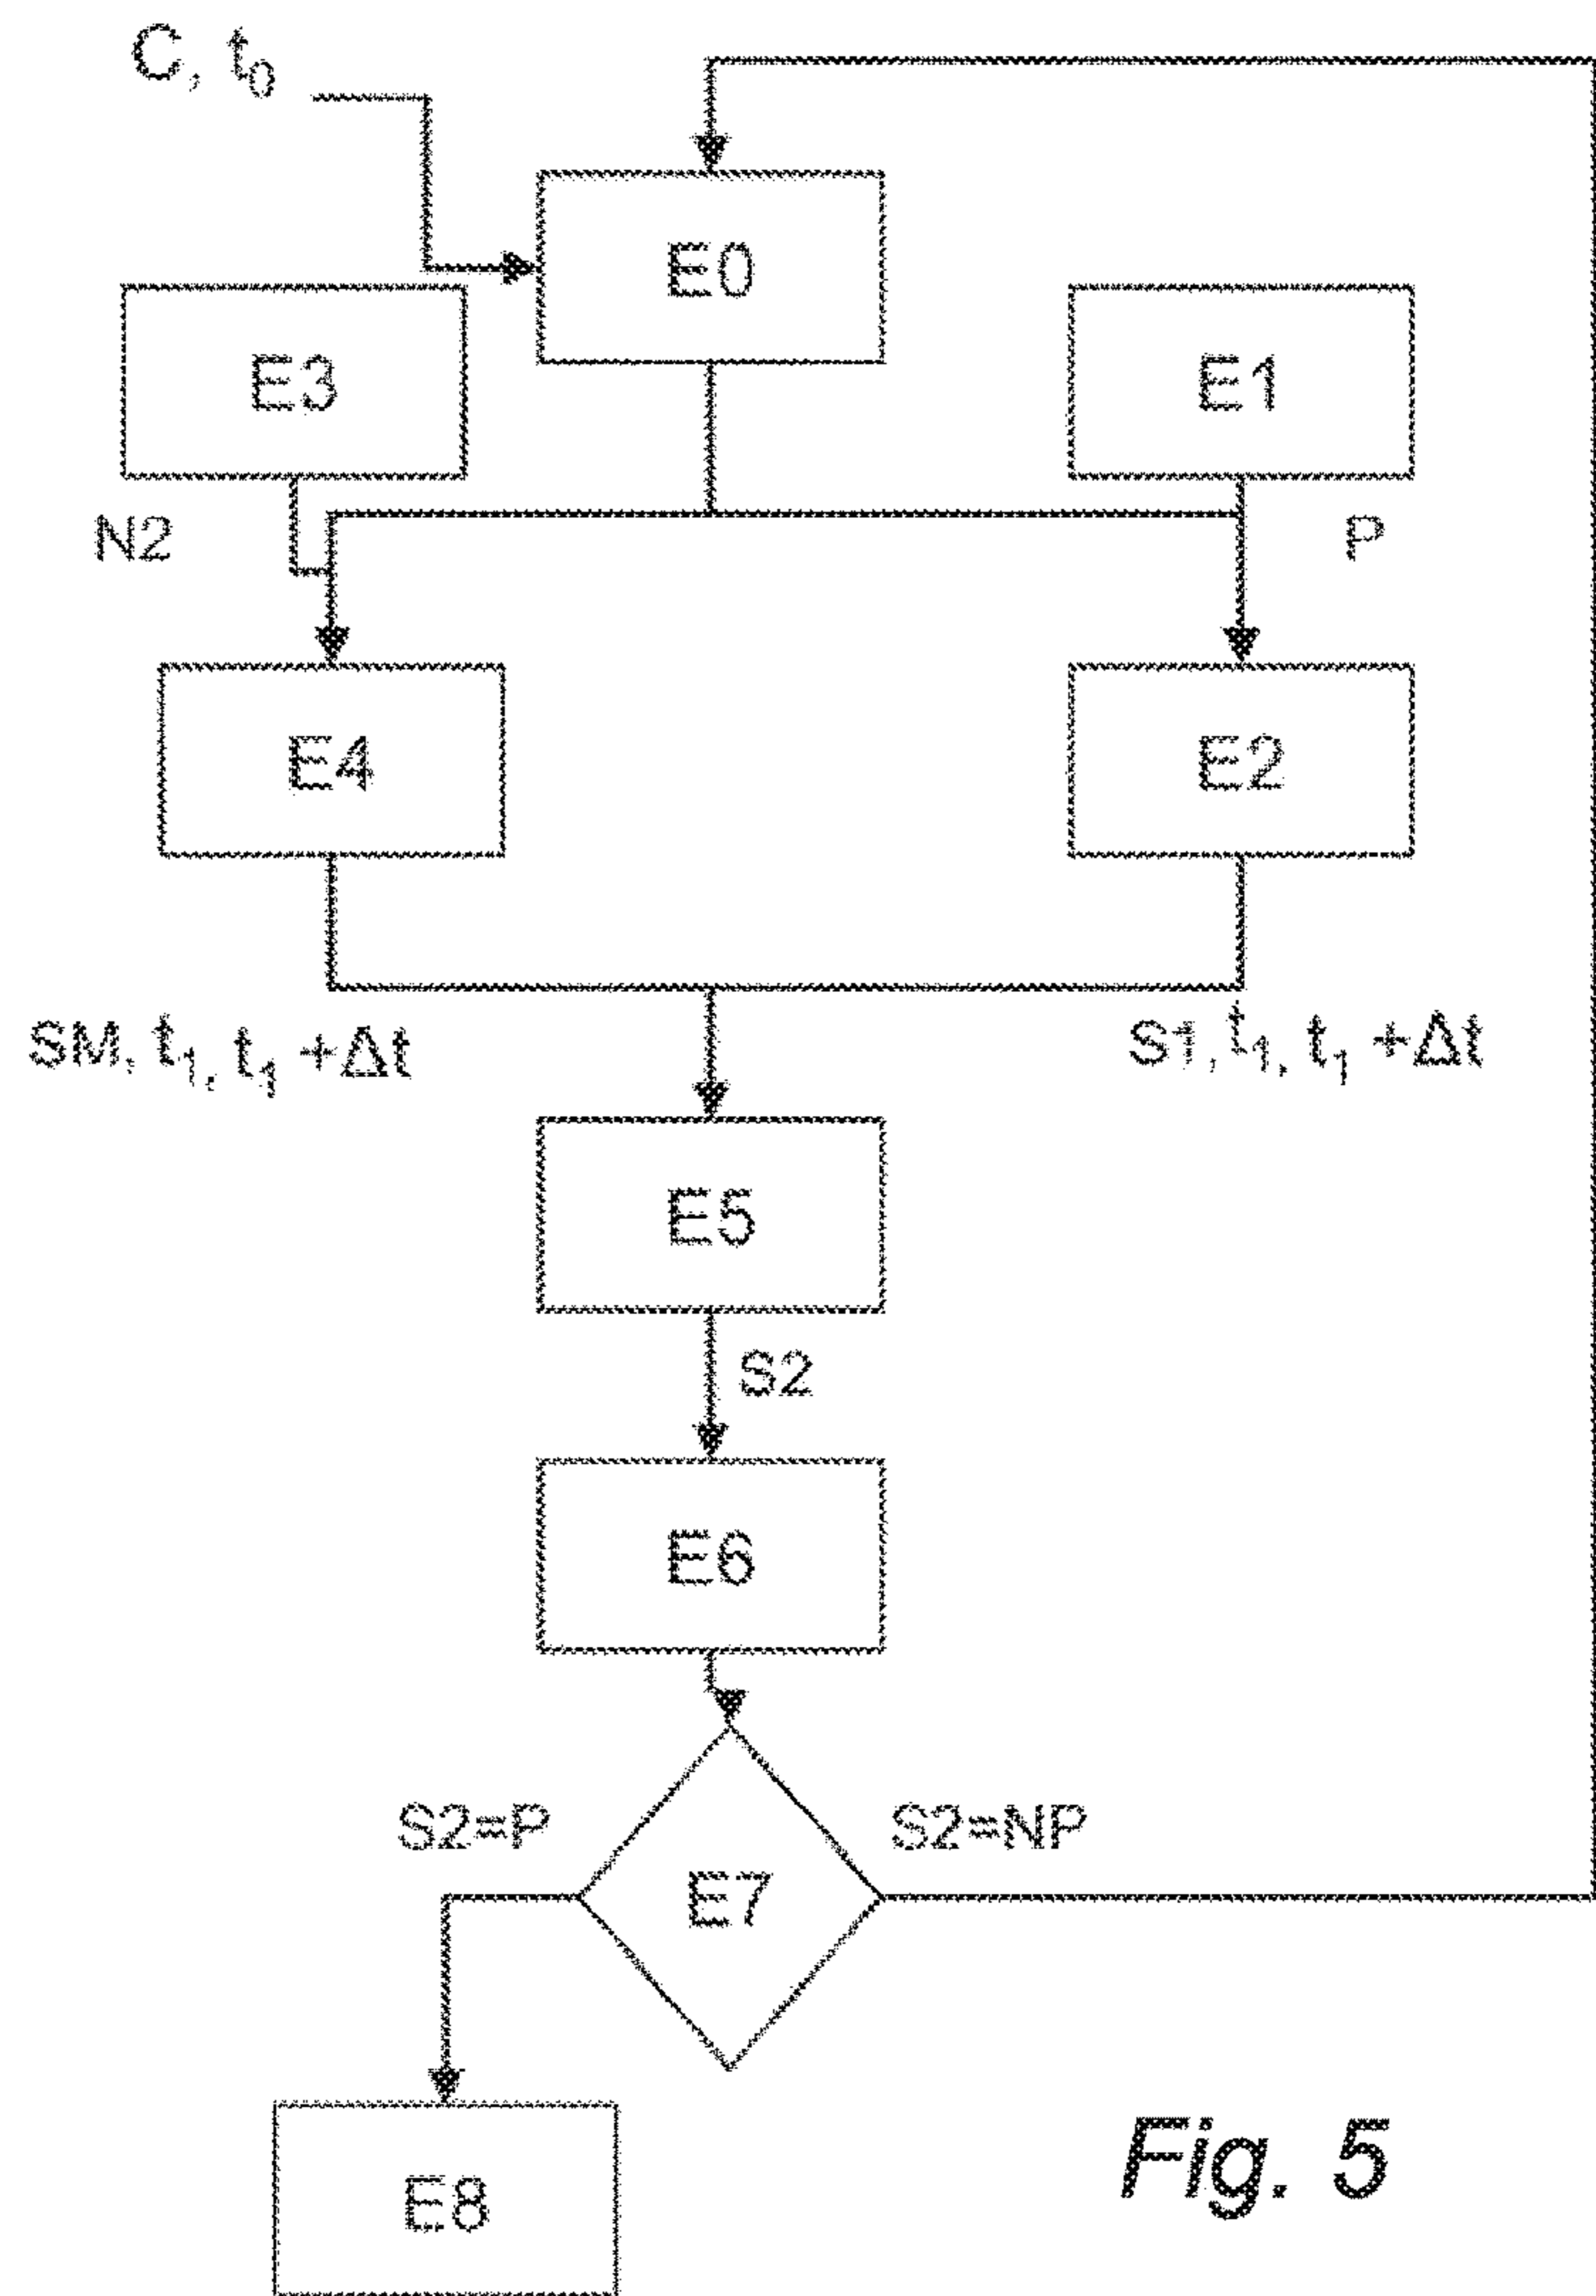 C, t₀
E0
E3
E1
N2
P
E4
E2
SM, t₁, t₁ +Δt
S1, t₁, t₁ +Δt
E5
S2
E6
S2=P
S2=NP
E7
E8
Fig. 5